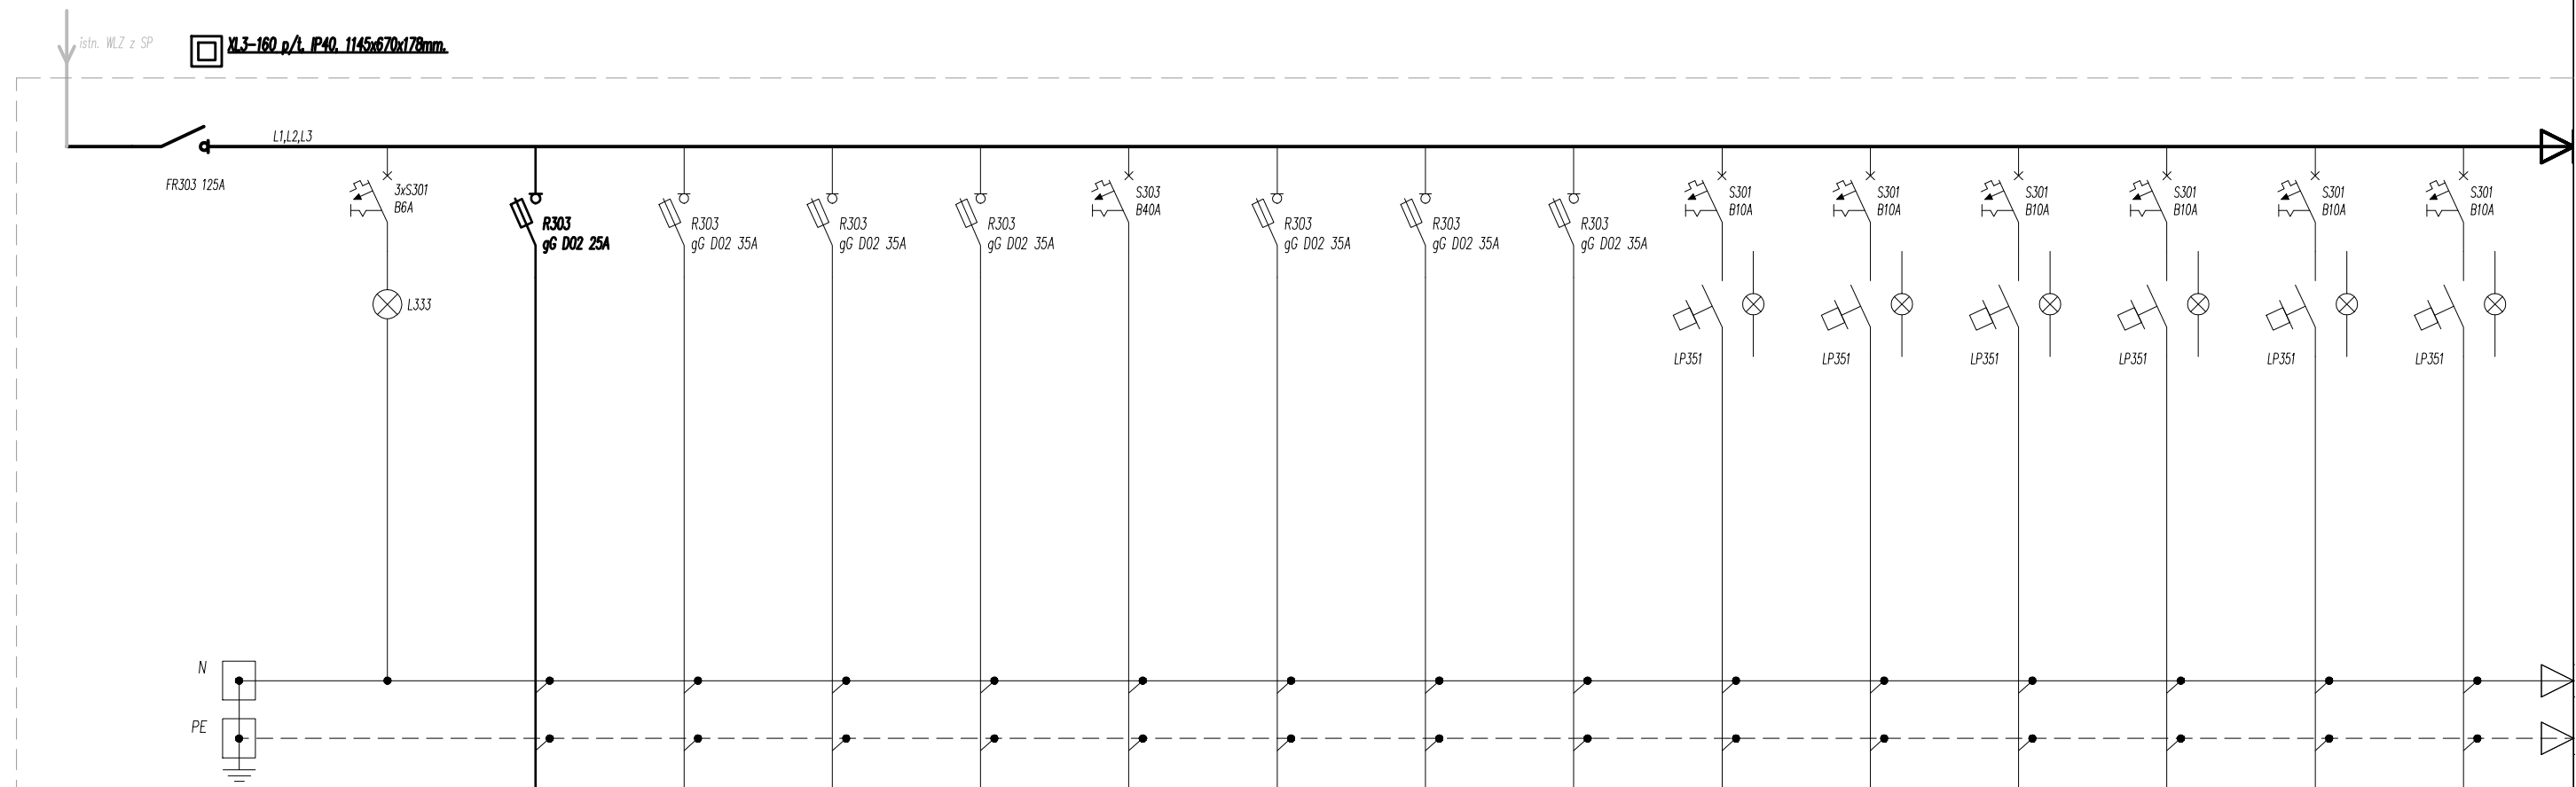 istn. WLZ z SP
XL3-160 p/t, IP40, 1145x670x178mm.
L1,L2,L3
FR303 125A
3xS301
B6A
R303
gG D02 25A
R303
gG D02 35A
R303
gG D02 35A
R303
gG D02 35A
S303
B40A
R303
gG D02 35A
R303
gG D02 35A
R303
gG D02 35A
S301
B10A
S301
B10A
S301
B10A
S301
B10A
S301
B10A
S301
B10A
L333
LP351
LP351
LP351
LP351
LP351
LP351
N
PE